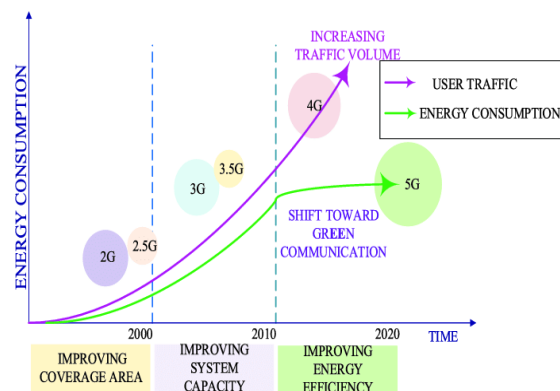 INCREASING
TRAFFIC VOLUME
USER TRAFFIC
ENERGY CONSUMPTION
ENERGY CONSUMPTION
4G
3.5G
3G
5G
2.5G
2G
SHIFT TOWARD
GREEN
COMMUNICATION
2000
2010
2020
TIME
IMPROVING
COVERAGE AREA
IMPROVING
SYSTEM
CAPACITY
IMPROVING
ENERGY
EFFICIENCY